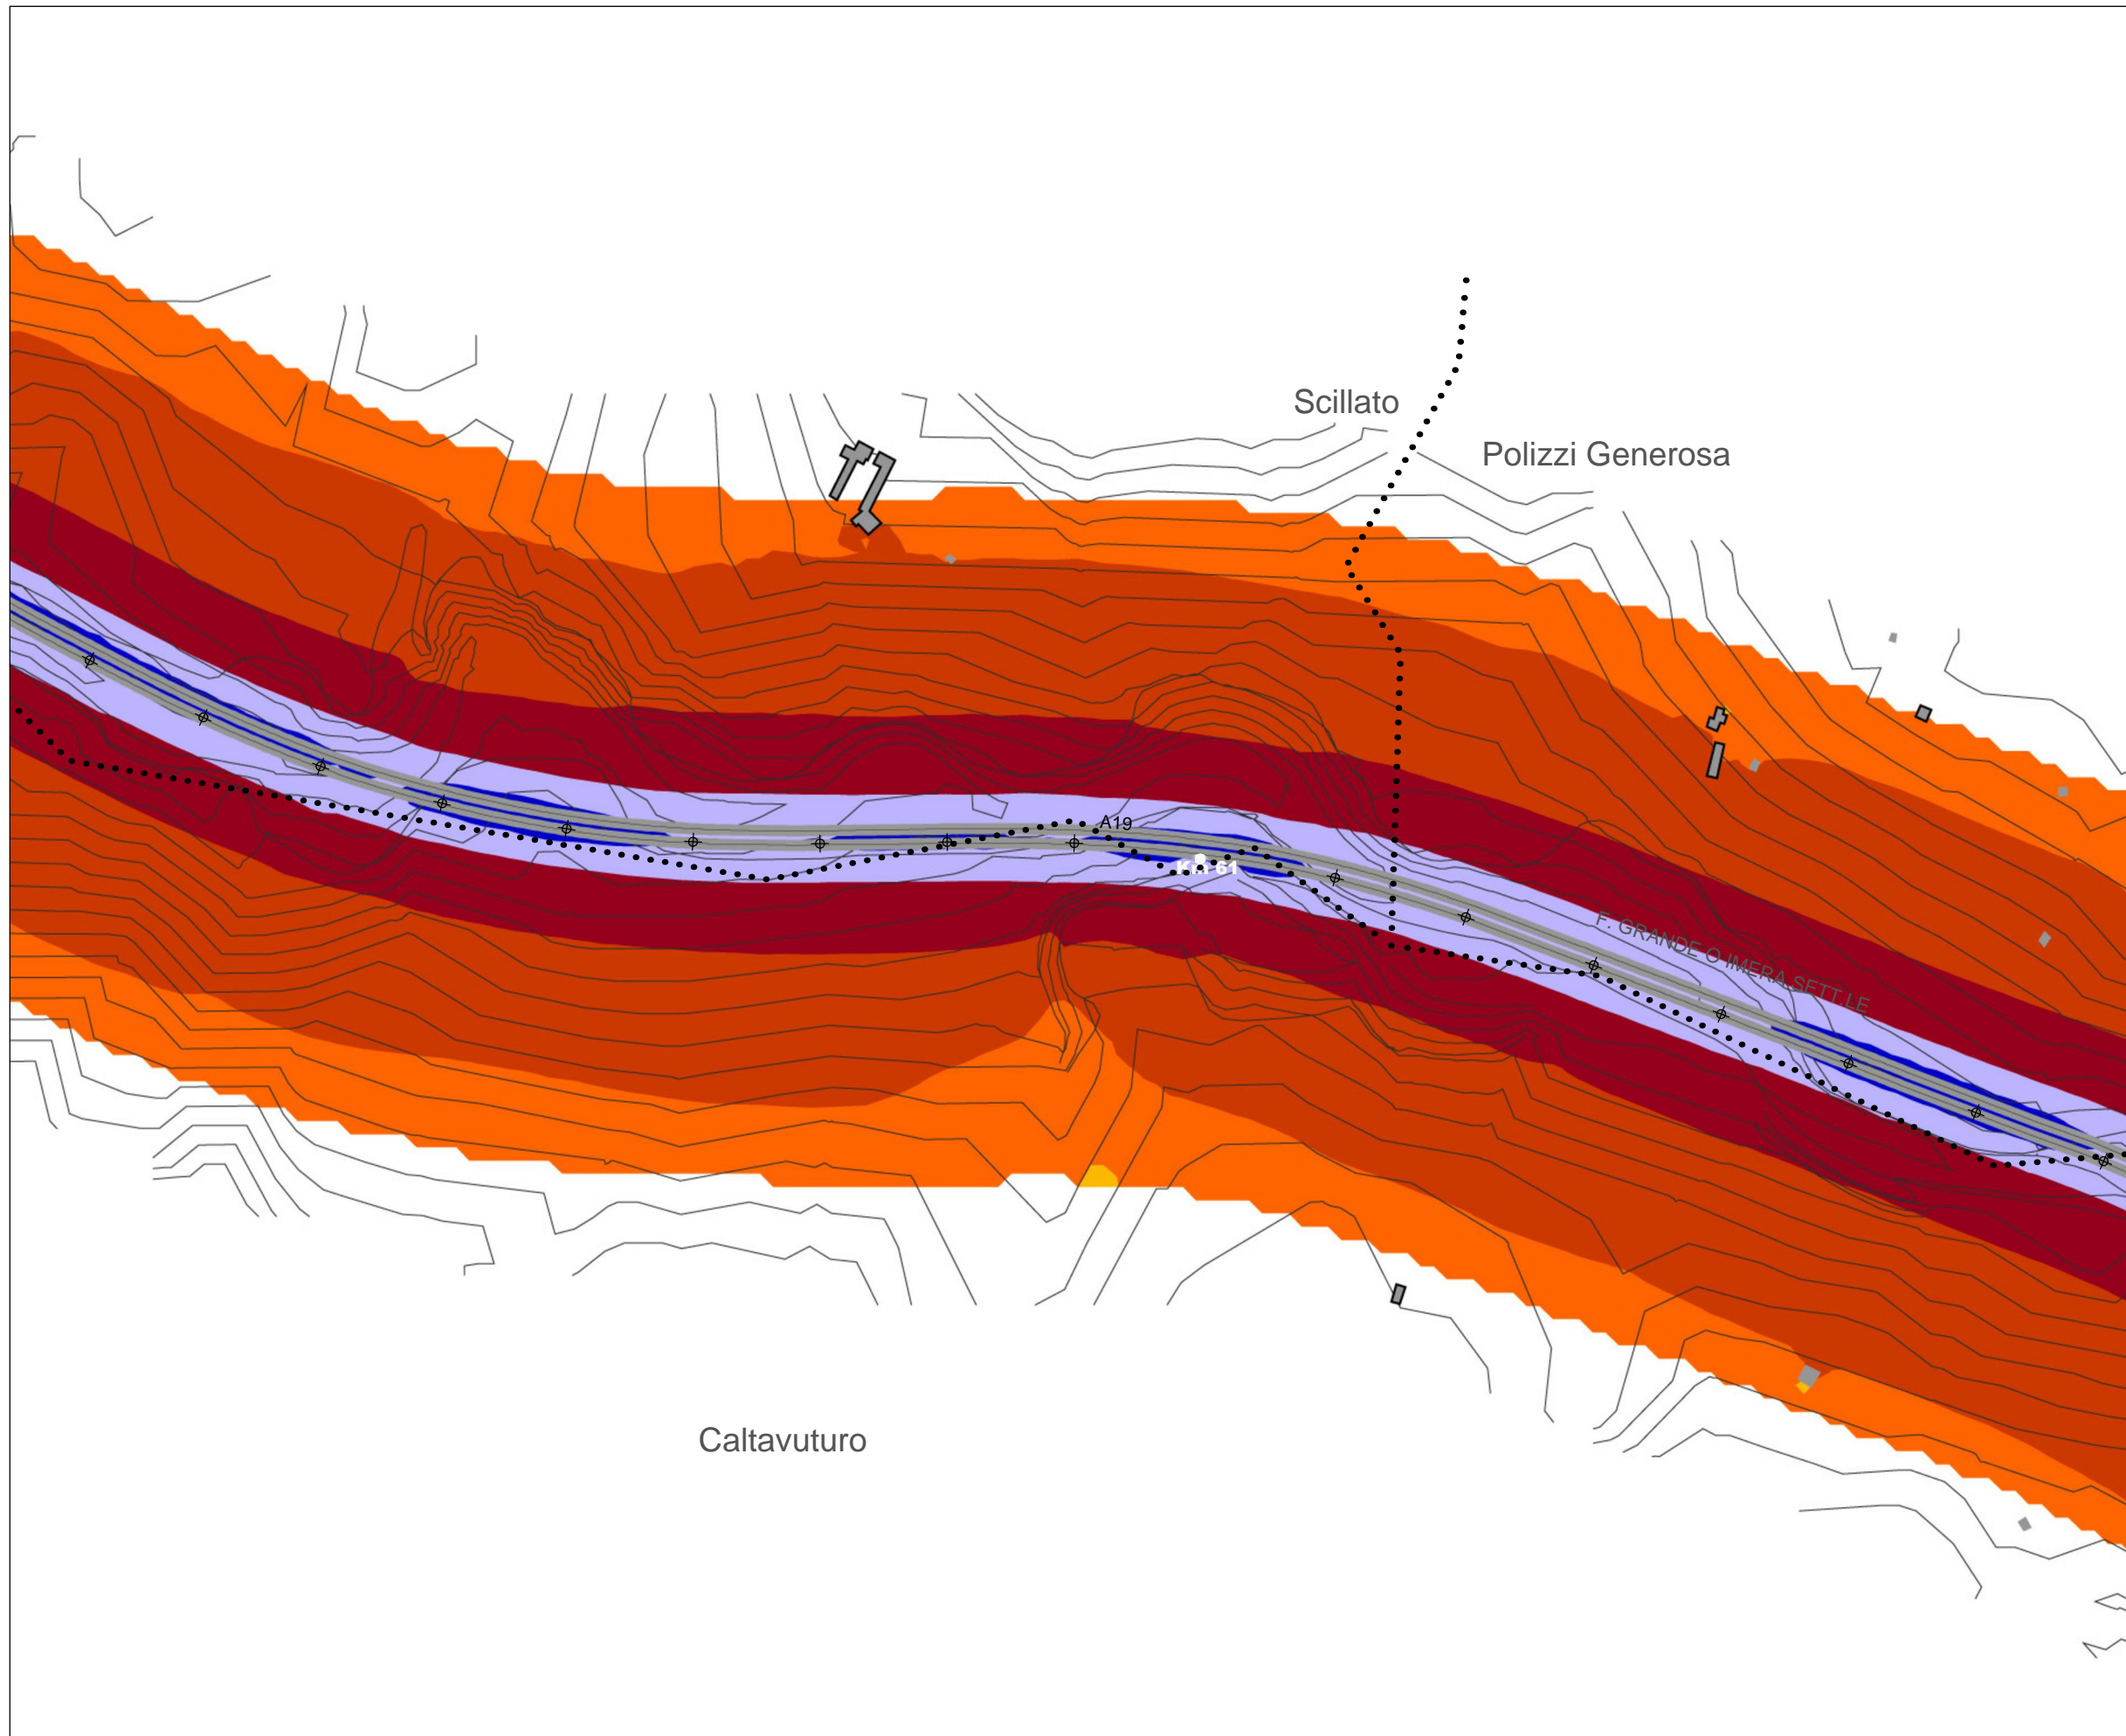 Scillato
Polizzi Generosa
A19
Km 61
F. GRANDE O IMERA SETT.LE
Caltavuturo